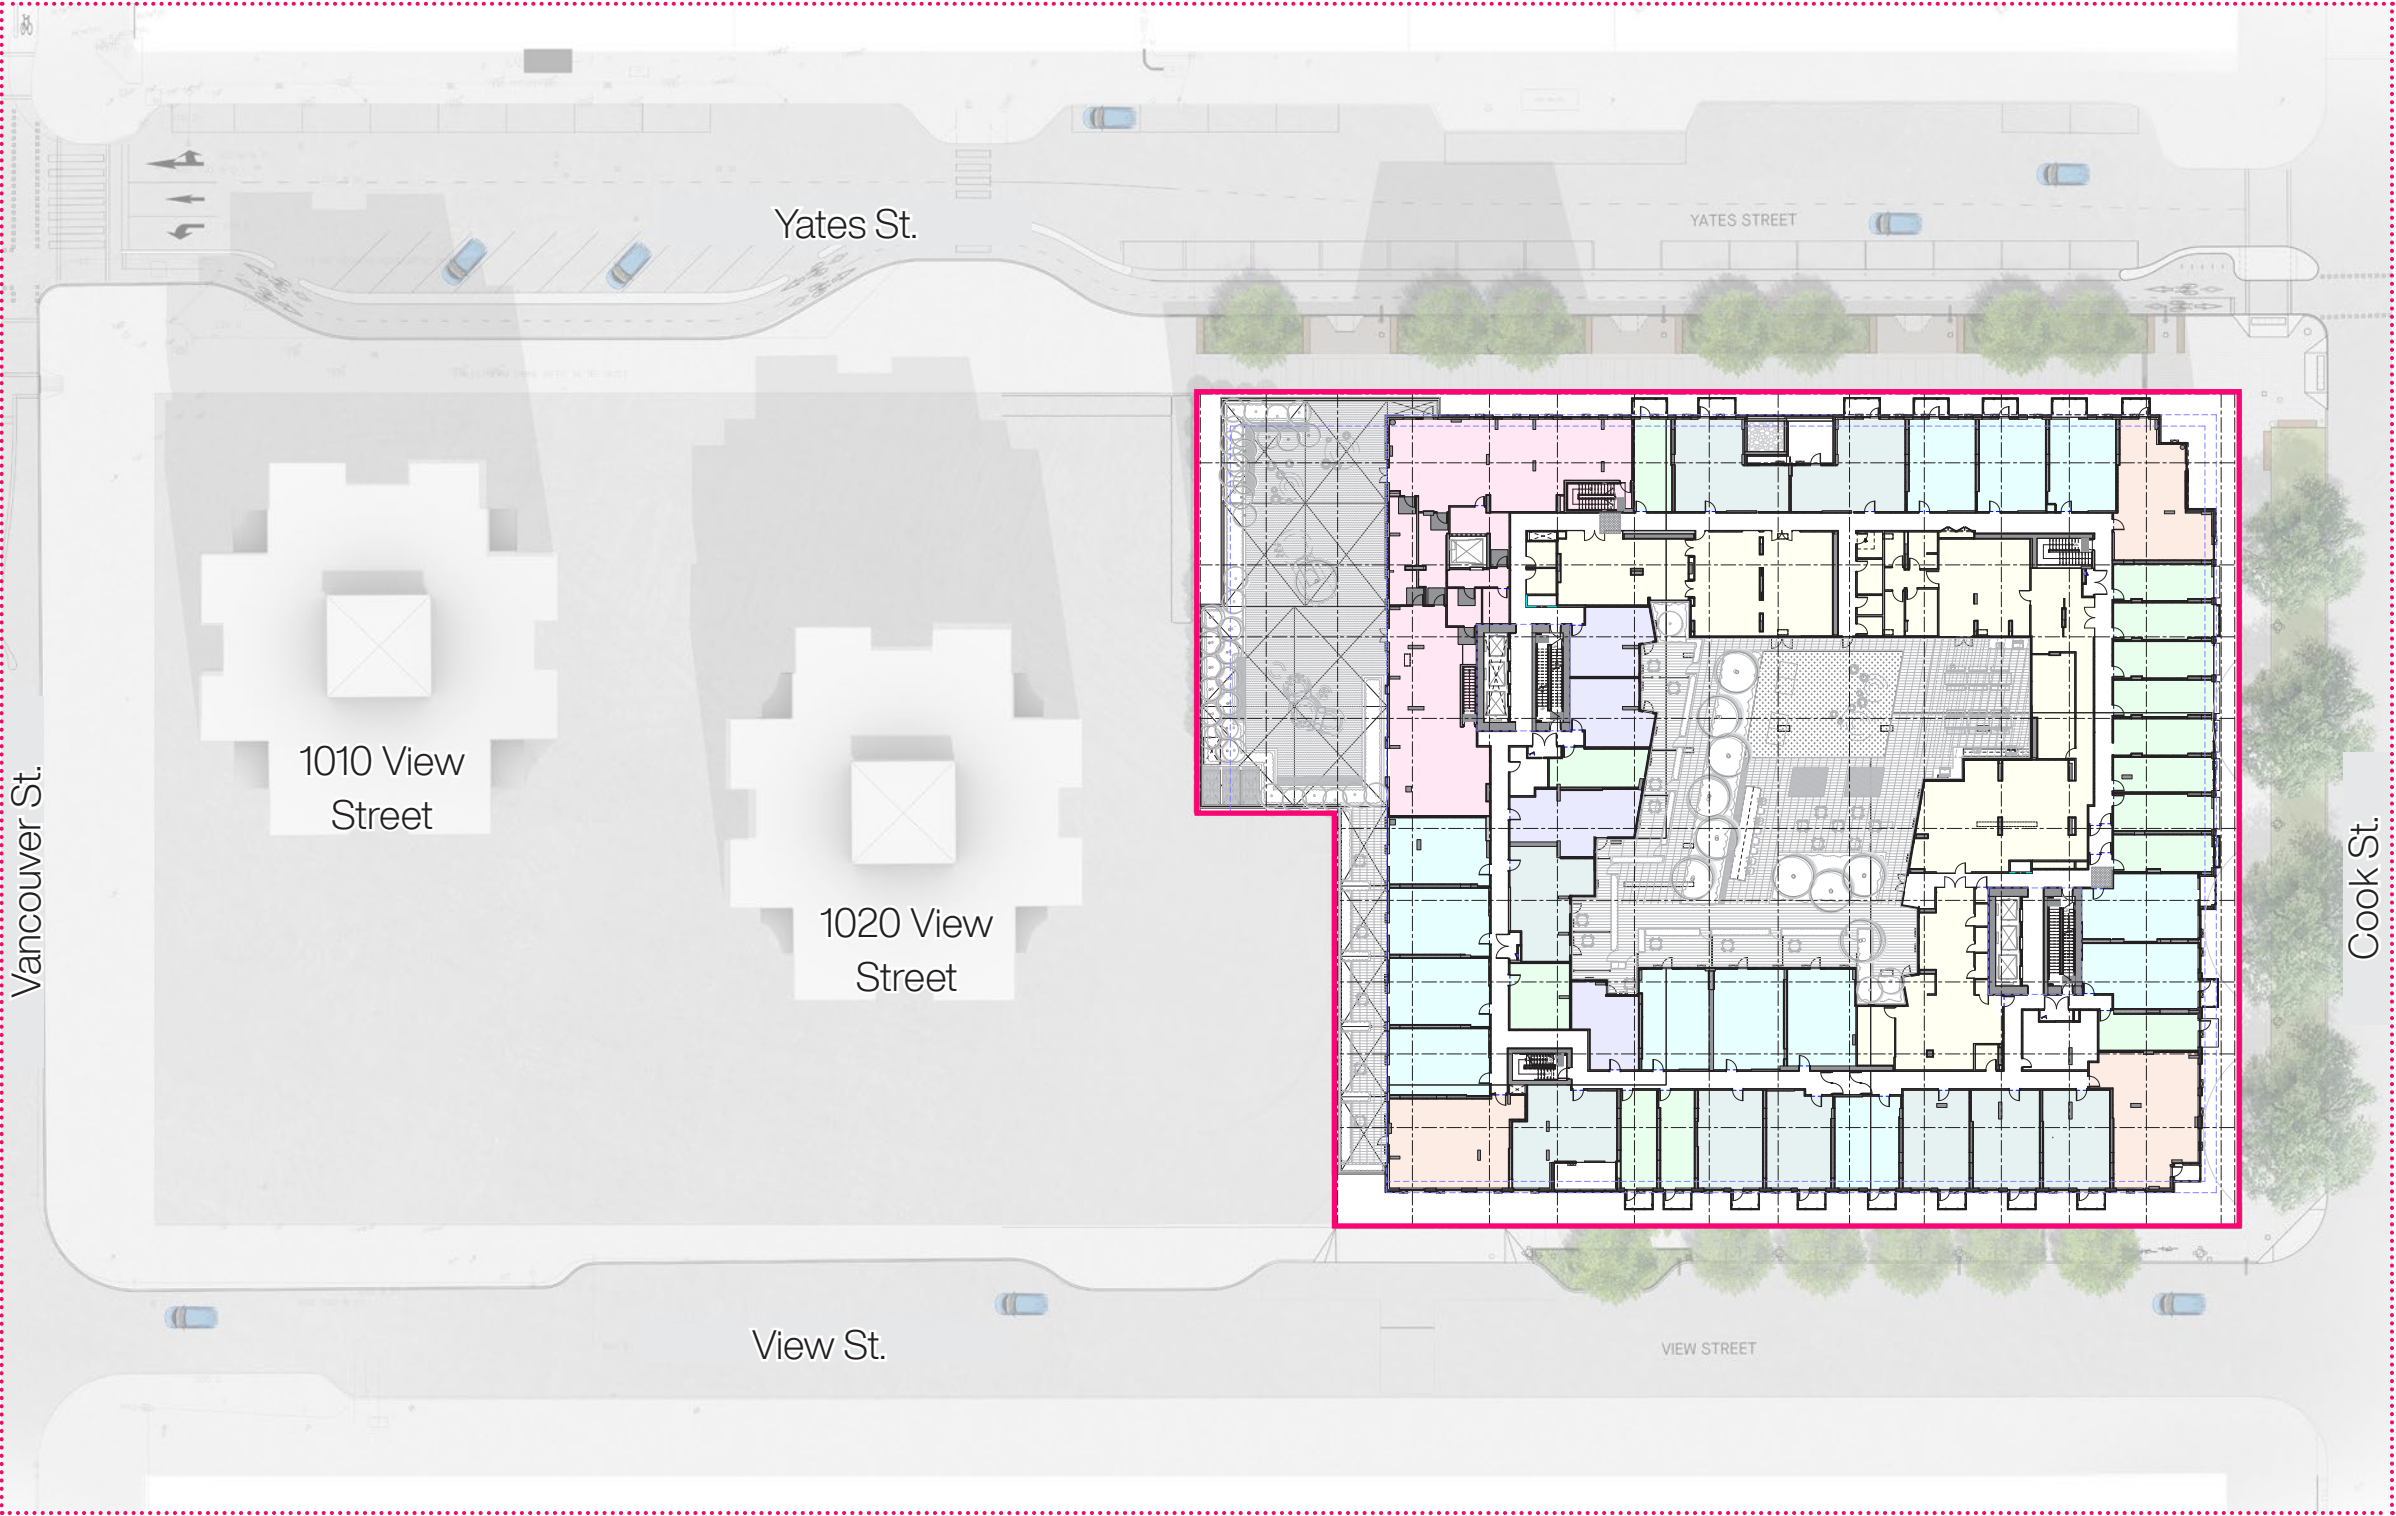 Yates St.
YATES STREET
1010 View
Street
1020 View
Street
Vancouver St.
Cook St.
View St.
VIEW STREET